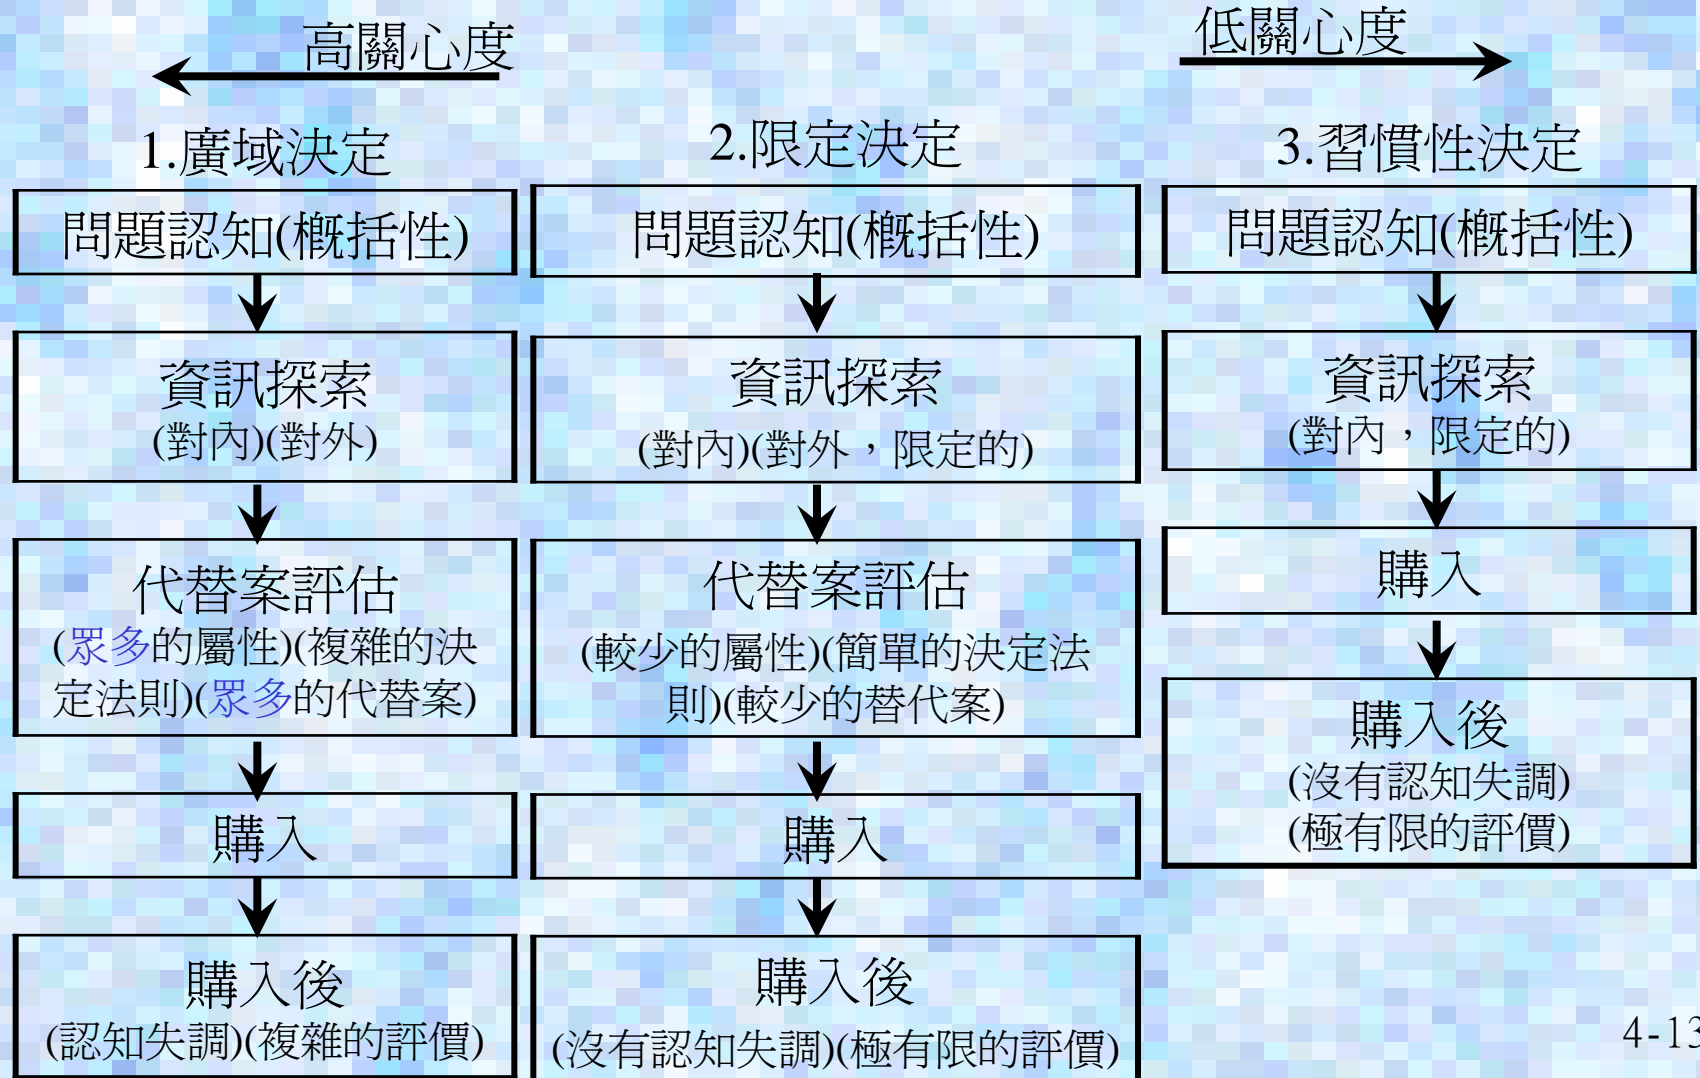 高關心度
低關心度
1.廣域決定
問題認知(概括性)
資訊探索
(對內)(對外)
代替案評估
(眾多的屬性)(複雜的決
定法則)(眾多的代替案)
購入
購入後
(認知失調)(複雜的評價)
2.限定決定
問題認知(概括性)
資訊探索
(對內)(對外，限定的)
代替案評估
(較少的屬性)(簡單的決定法
則)(較少的替代案)
購入
購入後
(沒有認知失調)(極有限的評價)
3.習慣性決定
問題認知(概括性)
資訊探索
(對內，限定的)
購入
購入後
(沒有認知失調)
(極有限的評價)
4-13